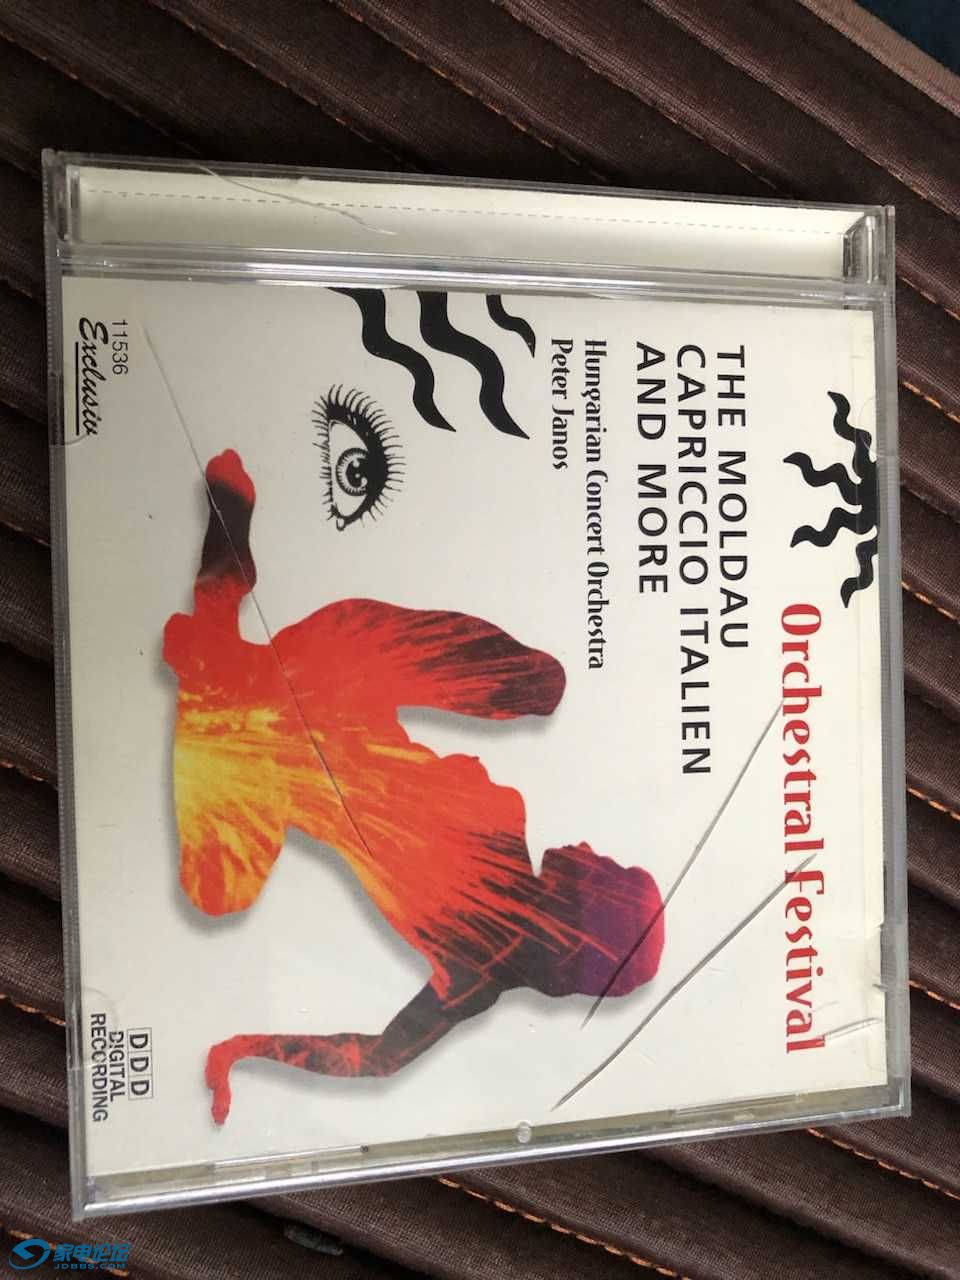 Orchestral Festival
THE MOLDAU
CAPRICCIO ITALIEN
AND MORE
Hungarian Concert Orchestra
Peter Janos
11536
Exclusiv
DDD
DIGITAL
RECORDING
家电论坛
JDBBS.COM